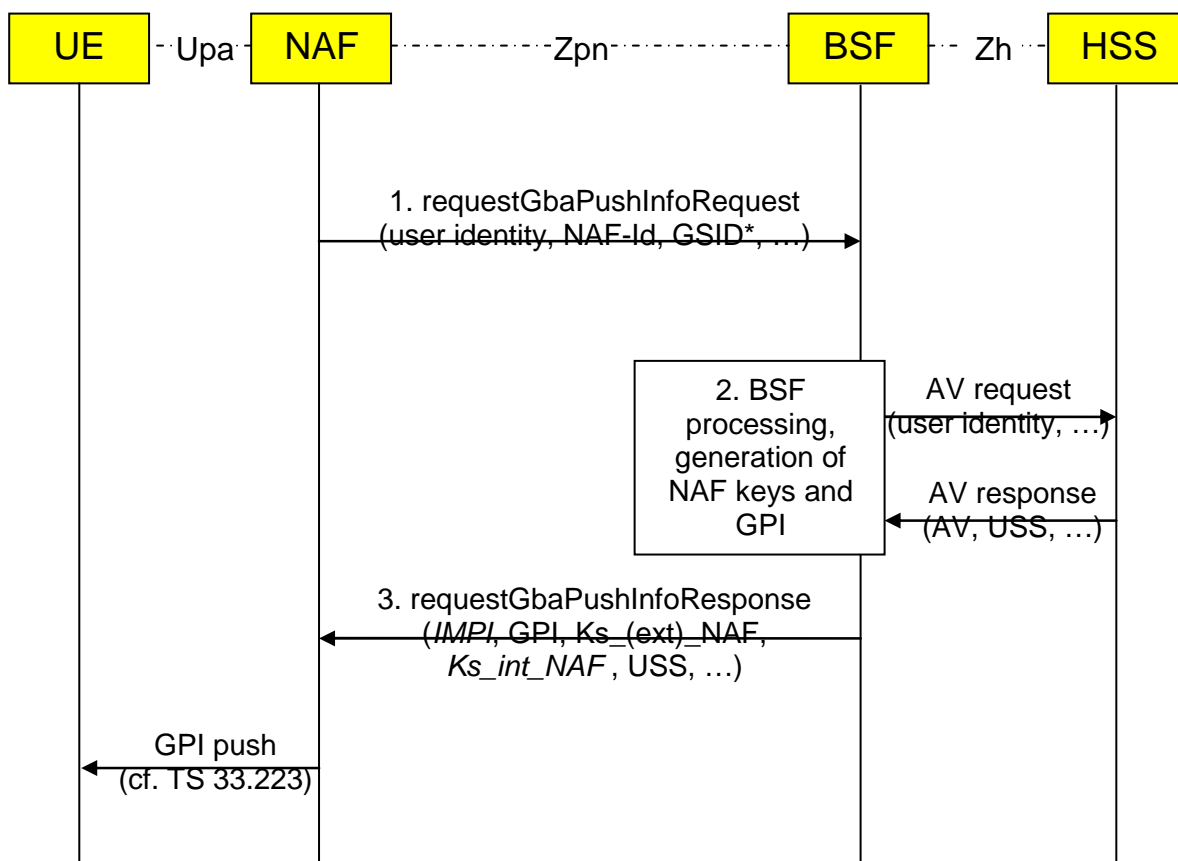 UE
Upa
NAF
Zpn
BSF
Zh
HSS
1. requestGbaPushInfoRequest
(user identity, NAF-Id, GSID*, …)
2. BSF
processing,
generation of
NAF keys and
GPI
AV request
(user identity, …)
AV response
(AV, USS, …)
3. requestGbaPushInfoResponse
(IMPI, GPI, Ks_(ext)_NAF,
Ks_int_NAF , USS, …)
GPI push
(cf. TS 33.223)